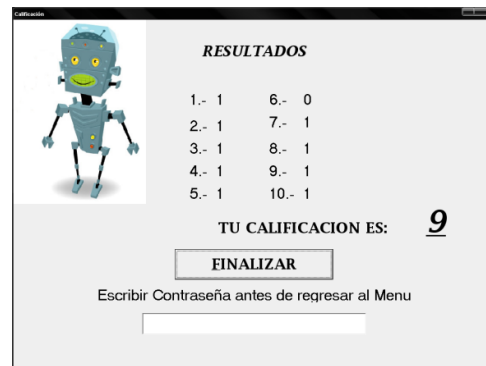 Calificación
RESULTADOS
1.- 1 6.- 0
2.- 1 7.- 1
3.- 1 8.- 1
4.- 1 9.- 1
5.- 1 10.- 1
TU CALIFICACION ES: 9
FINALIZAR
Escribir Contraseña antes de regresar al Menu